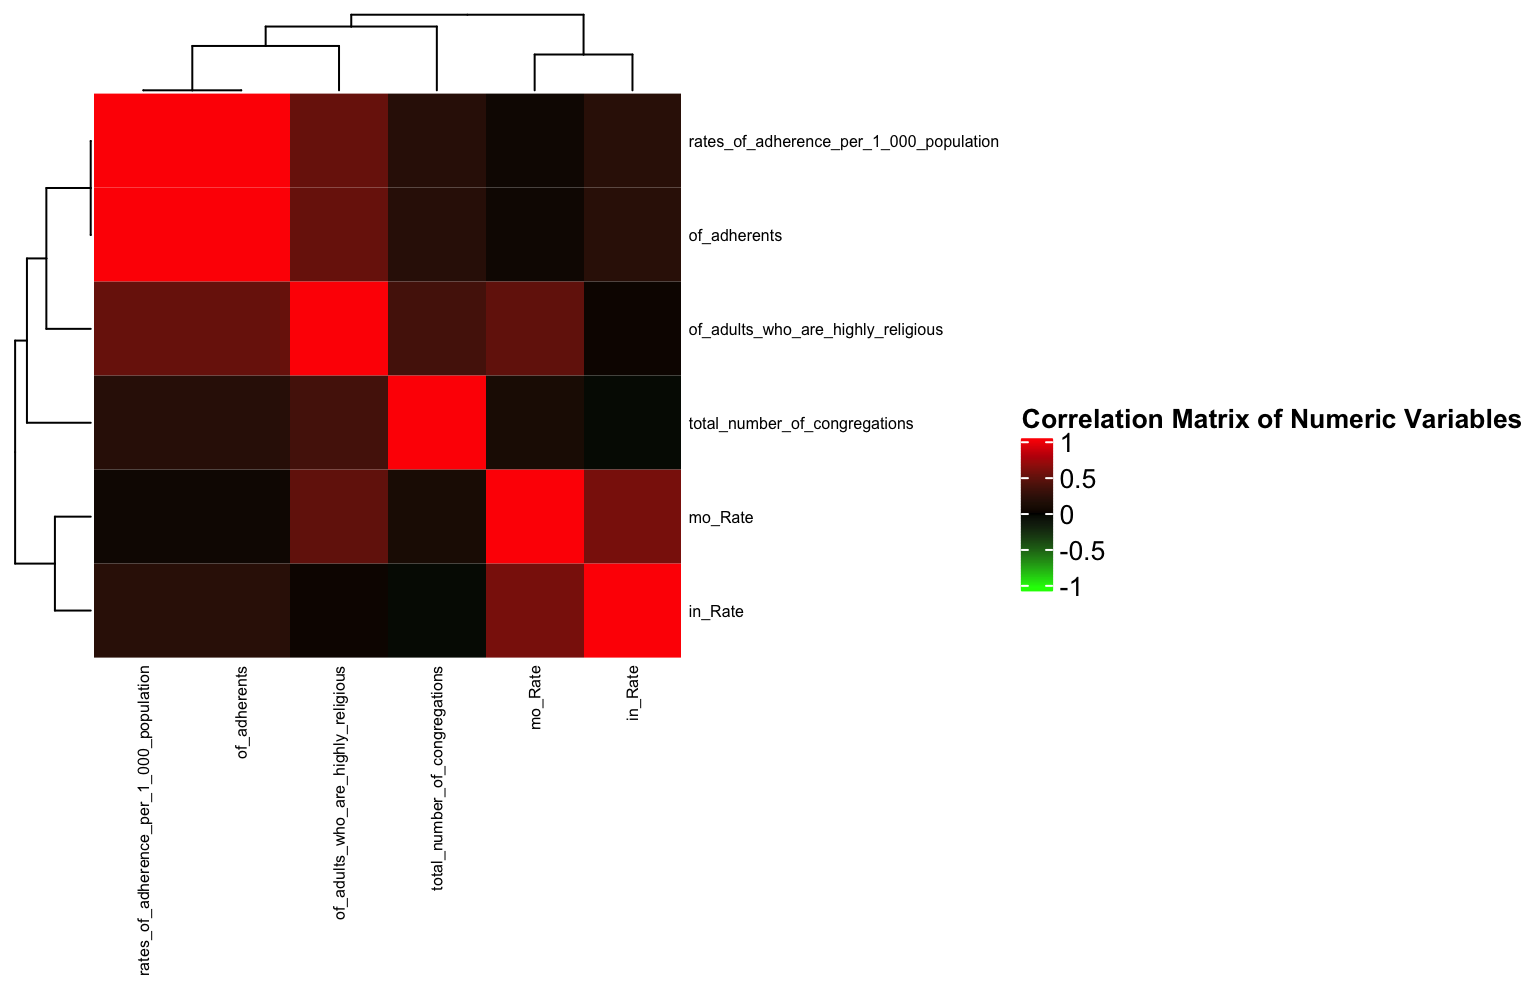 rates_of_adherence_per_1_000_population
of_adherents
of_adults_who_are_highly_religious
total_number_of_congregations
mo_Rate
in_Rate
Correlation Matrix of Numeric Variables
1
0.5
0
-0.5
-1
rates_of_adherence_per_1_000_population
of_adherents
of_adults_who_are_highly_religious
total_number_of_congregations
mo_Rate
in_Rate